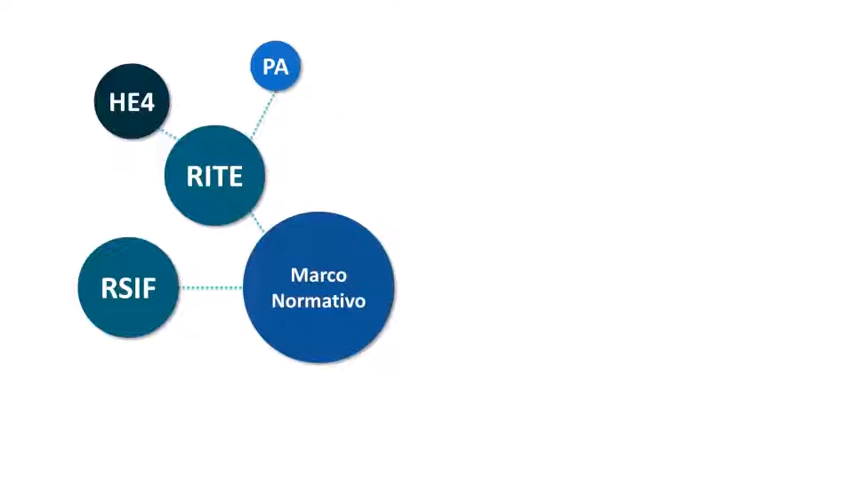 PA
HE4
RITE
Marco
Normativo
RSIF